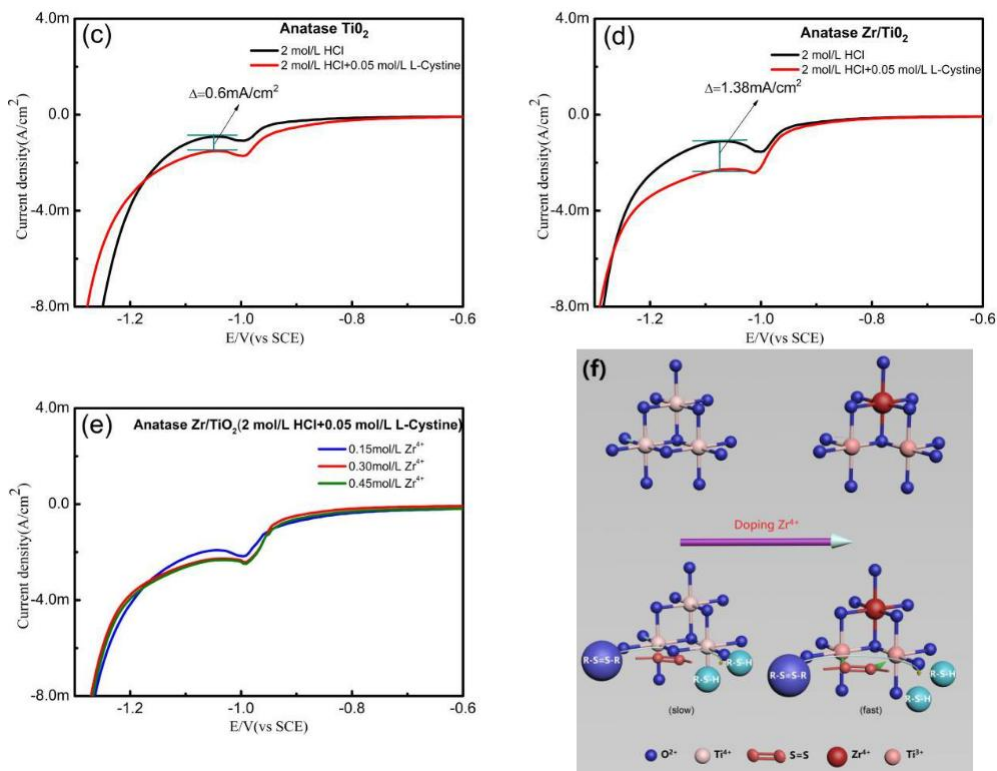 (c)
Anatase Ti0₂
2 mol/L HCl
2 mol/L HCl+0.05 mol/L L-Cystine
Δ=0.6mA/cm²
4.0m
0.0
-4.0m
-8.0m
Current density(A/cm²)
-1.2 -1.0 -0.8 -0.6
E/V(vs SCE)
(d)
Anatase Zr/Ti0₂
2 mol/L HCl
2 mol/L HCl+0.05 mol/L L-Cystine
Δ=1.38mA/cm²
4.0m
0.0
-4.0m
-8.0m
Current density(A/cm²)
-1.2 -1.0 -0.8 -0.6
E/V(vs SCE)
(e)
Anatase Zr/TiO₂(2 mol/L HCl+0.05 mol/L L-Cystine)
0.15mol/L Zr⁴⁺
0.30mol/L Zr⁴⁺
0.45mol/L Zr⁴⁺
4.0m
0.0
-4.0m
-8.0m
Current density(A/cm²)
-1.2 -1.0 -0.8 -0.6
E/V(vs SCE)
(f)
Doping Zr⁴⁺
R-S=S-R
R-S-H
R-S-H
(slow)
R-S=S-R
R-S-H
R-S-H
(fast)
O²⁺ Ti⁴⁺ S=S Zr⁴⁺ Ti³⁺